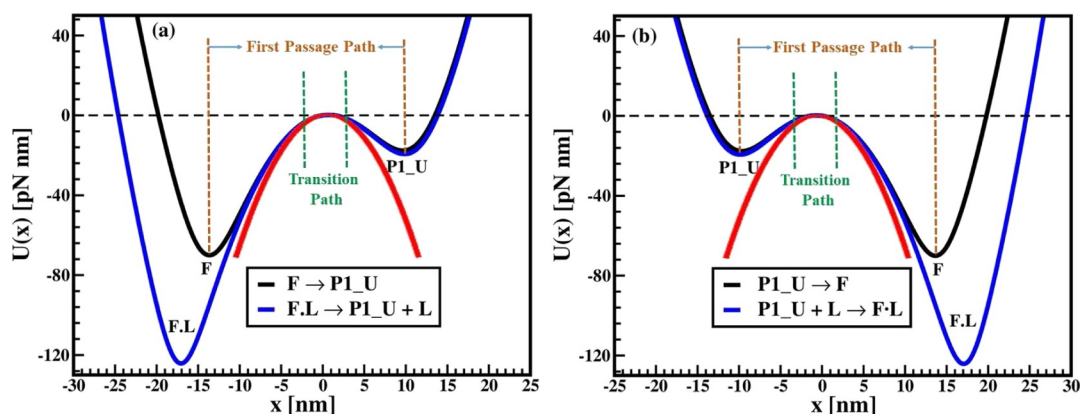 (a)
First Passage Path
40
0
-40
-80
-120
U(x) [pN nm]
P1_U
Transition
Path
F
F.L
F → P1_U
F.L → P1_U + L
-30 -25 -20 -15 -10 -5 0 5 10 15 20 25
x [nm]
(b)
First Passage Path
40
0
-40
-80
-120
U(x) [pN nm]
P1_U
Transition
Path
F
F.L
P1_U → F
P1_U + L → F·L
-25 -20 -15 -10 -5 0 5 10 15 20 25 30
x [nm]